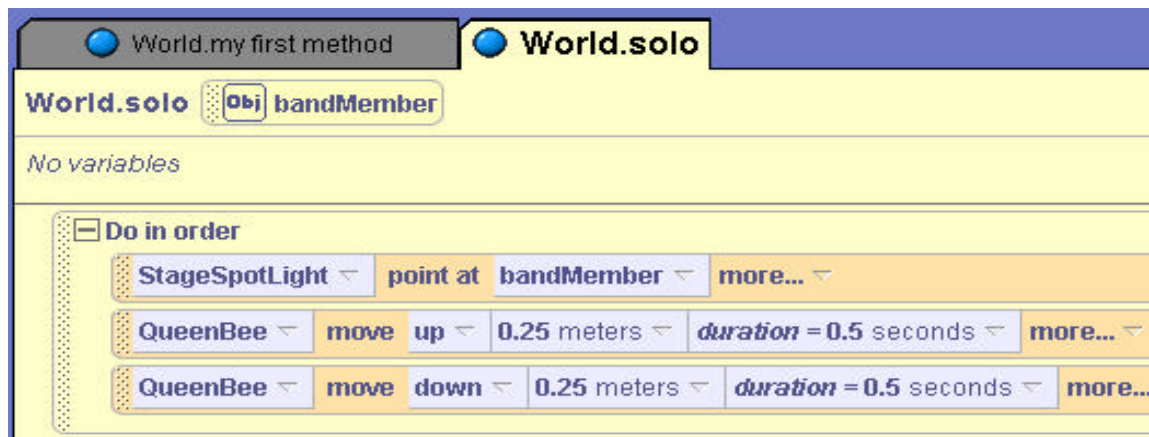 World.my first method World.solo
World.solo Obj bandMember
No variables
Do in order
StageSpotLight point at bandMember more...
QueenBee move up 0.25 meters duration = 0.5 seconds more...
QueenBee move down 0.25 meters duration = 0.5 seconds more...